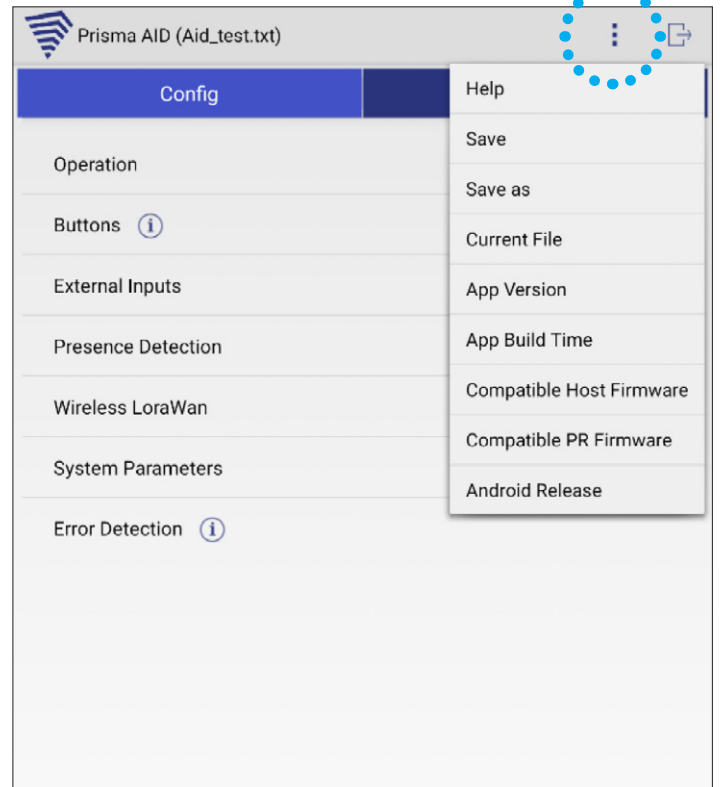 Prisma AID (Aid_test.txt)
Config
Operation
Buttons i
External Inputs
Presence Detection
Wireless LoraWan
System Parameters
Error Detection i
Help
Save
Save as
Current File
App Version
App Build Time
Compatible Host Firmware
Compatible PR Firmware
Android Release